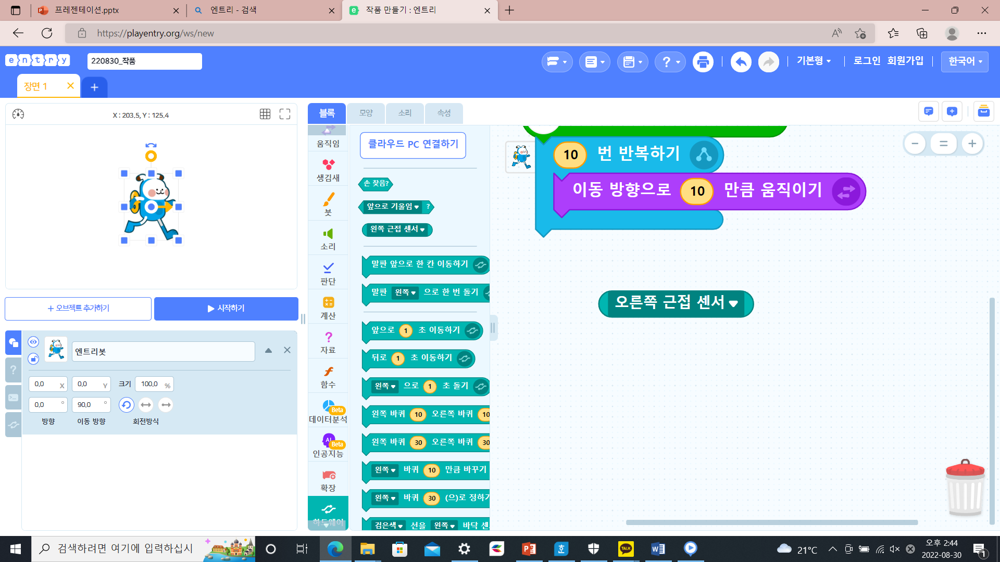 프레젠테이션.pptx
엔트리 - 검색
작품 만들기 : 엔트리
https://playentry.org/ws/new
entry
220830_작품
기본형
로그인 회원가입
한국어
장면 1
X : 203.5, Y : 125.4
+ 오브젝트 추가하기
시작하기
엔트리봇
0.0 X
0.0 Y
크기
100.0 %
0.0 °
90.0 °
방향
이동 방향
회전방식
블록
모양
소리
속성
움직임
생김새
붓
소리
판단
계산
자료
함수
Beta
데이터분석
AI
Beta
인공지능
확장
하드웨어
클라우드 PC 연결하기
손 찾음?
앞으로 기울임 ?
왼쪽 근접 센서
말판 앞으로 한 칸 이동하기
말판 왼쪽 으로 한 번 돌기
앞으로 1 초 이동하기
뒤로 1 초 이동하기
왼쪽 으로 1 초 돌기
왼쪽 바퀴 10 오른쪽 바퀴 10
왼쪽 바퀴 30 오른쪽 바퀴 30
왼쪽 바퀴 10 만큼 바꾸기
왼쪽 바퀴 30 (으)로 정하기
검은색 선을 왼쪽 바닥 센
10 번 반복하기
이동 방향으로 10 만큼 움직이기
오른쪽 근접 센서
검색하려면 여기에 입력하십시
TALK
21°C
오후 2:44
2022-08-30
1